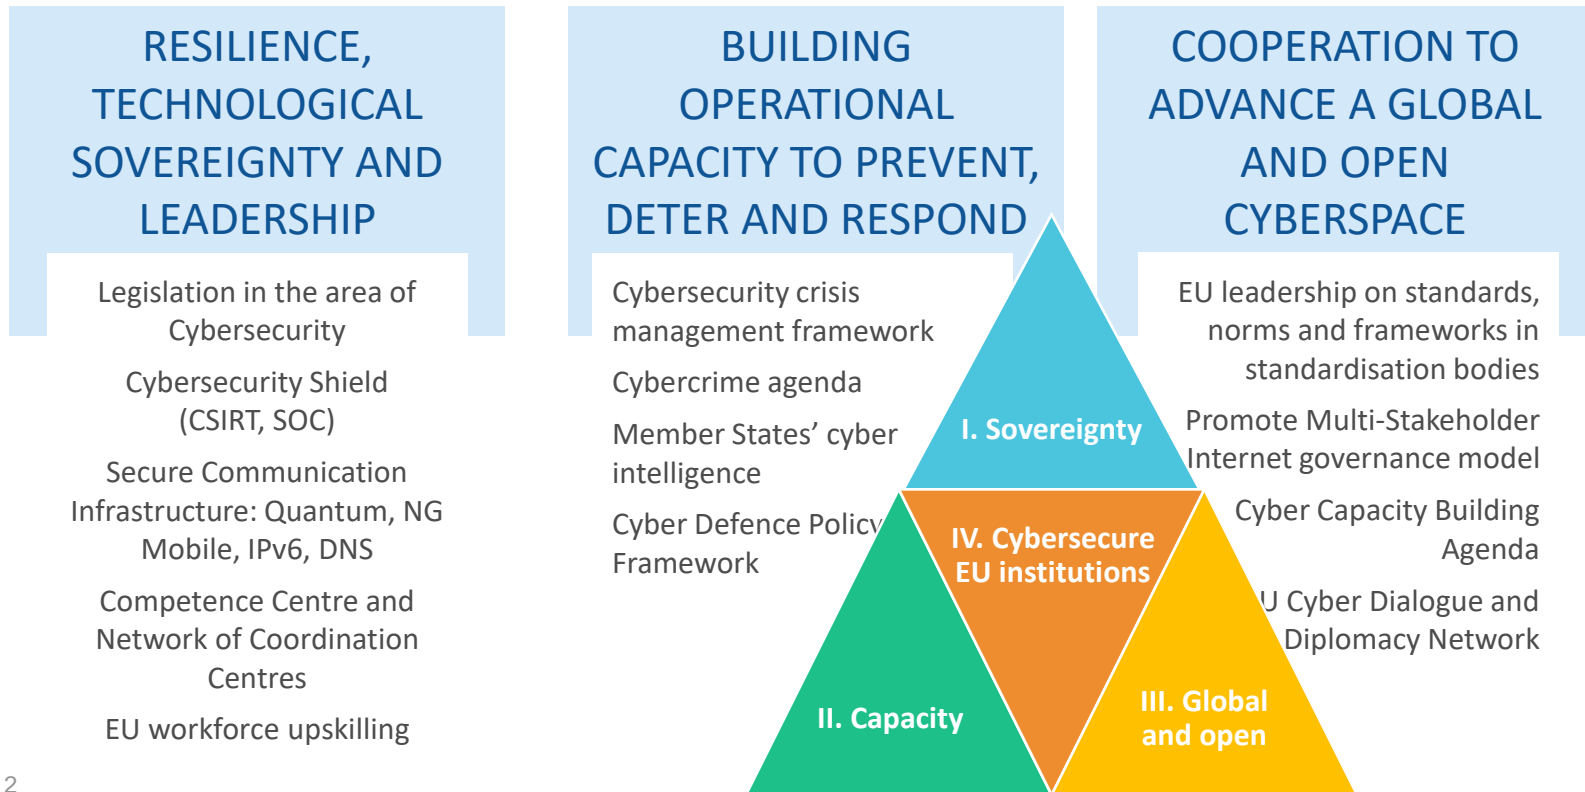 RESILIENCE,
TECHNOLOGICAL
SOVEREIGNTY AND
LEADERSHIP
Legislation in the area of
Cybersecurity
Cybersecurity Shield
(CSIRT, SOC)
Secure Communication
Infrastructure: Quantum, NG
Mobile, IPv6, DNS
Competence Centre and
Network of Coordination
Centres
EU workforce upskilling
BUILDING
OPERATIONAL
CAPACITY TO PREVENT,
DETER AND RESPOND
Cybersecurity crisis
management framework
Cybercrime agenda
Member States’ cyber
intelligence
Cyber Defence Policy
Framework
COOPERATION TO
ADVANCE A GLOBAL
AND OPEN
CYBERSPACE
EU leadership on standards,
norms and frameworks in
standardisation bodies
Promote Multi-Stakeholder
Internet governance model
Cyber Capacity Building
Agenda
U Cyber Dialogue and
Diplomacy Network
I. Sovereignty
IV. Cybersecure
EU institutions
II. Capacity
III. Global
and open
2